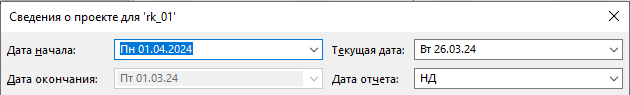 Сведения о проекте для 'rk_01'
Дата начала: Пн 01.04.2024 Текущая дата: Вт 26.03.24
Дата окончания: Пт 01.03.24 Дата отчета: НД